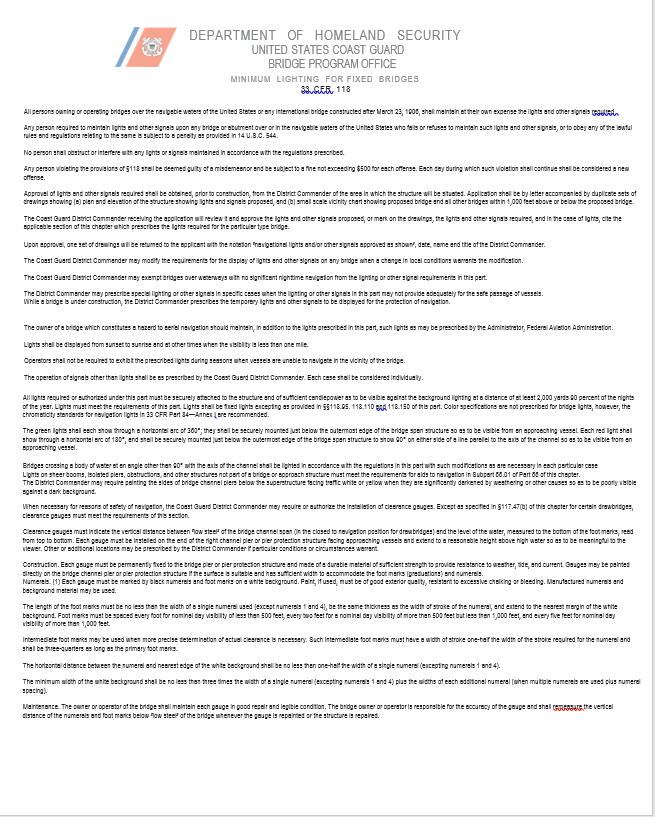 DEPARTMENT OF HOMELAND SECURITY
UNITED STATES COAST GUARD
BRIDGE PROGRAM OFFICE
MINIMUM LIGHTING FOR FIXED BRIDGES
33 CFR 118
All persons owning or operating bridges over the navigable waters of the United States or any international bridge constructed after March 23, 1906, shall maintain at their own expense the lights and other signals required.
Any person required to maintain lights and other signals upon any bridge or abutment over or in the navigable waters of the United States who fails or refuses to maintain such lights and other signals, or to obey any of the lawful
rules and regulations relating to the same is subject to a penalty as provided in 14 U.S.C. 544.
No person shall obstruct or interfere with any lights or signals maintained in accordance with the regulations prescribed.
Any person violating the provisions of §118 shall be deemed guilty of a misdemeanor and be subject to a fine not exceeding $500 for each offense. Each day during which such violation shall continue shall be considered a new
offense.
Approval of lights and other signals required shall be obtained, prior to construction, from the District Commander of the area in which the structure will be situated. Application shall be by letter accompanied by duplicate sets of
drawings showing (a) plan and elevation of the structure showing lights and signals proposed, and (b) small scale vicinity chart showing proposed bridge and all other bridges within 1,000 feet above or below the proposed bridge.
The Coast Guard District Commander receiving the application will review it and approve the lights and other signals proposed, or mark on the drawings, the lights and other signals required, and in the case of lights, cite the
applicable section of this chapter which prescribes the lights required for the particular type bridge.
Upon approval, one set of drawings will be returned to the applicant with the notation "navigational lights and/or other signals approved as shown", date, name and title of the District Commander.
The Coast Guard District Commander may modify the requirements for the display of lights and other signals on any bridge when a change in local conditions warrants the modification.
The Coast Guard District Commander may exempt bridges over waterways with no significant nighttime navigation from the lighting or other signal requirements in this part.
The District Commander may prescribe special lighting or other signals in specific cases when the lighting or other signals in this part may not provide adequately for the safe passage of vessels.
While a bridge is under construction, the District Commander prescribes the temporary lights and other signals to be displayed for the protection of navigation.
The owner of a bridge which constitutes a hazard to aerial navigation should maintain, in addition to the lights prescribed in this part, such lights as may be prescribed by the Administrator, Federal Aviation Administration.
Lights shall be displayed from sunset to sunrise and at other times when the visibility is less than one mile.
Operators shall not be required to exhibit the prescribed lights during seasons when vessels are unable to navigate in the vicinity of the bridge.
The operation of signals other than lights shall be as prescribed by the Coast Guard District Commander. Each case shall be considered individually.
All lights required or authorized under this part must be securely attached to the structure and of sufficient candlepower as to be visible against the background lighting at a distance of at least 2,000 yards 90 percent of the nights
of the year. Lights must meet the requirements of this part. Lights shall be fixed lights excepting as provided in §§118.95. 118.110 and 118.150 of this part. Color specifications are not prescribed for bridge lights, however, the
chromaticity standards for navigation lights in 33 CFR Part 84—Annex I are recommended.
The green lights shall each show through a horizontal arc of 360°; they shall be securely mounted just below the outermost edge of the bridge span structure so as to be visible from an approaching vessel. Each red light shall
show through a horizontal arc of 180°, and shall be securely mounted just below the outermost edge of the bridge span structure to show 90° on either side of a line parallel to the axis of the channel so as to be visible from an
approaching vessel.
Bridges crossing a body of water at an angle other than 90° with the axis of the channel shall be lighted in accordance with the regulations in this part with such modifications as are necessary in each particular case
Lights on sheer booms, isolated piers, obstructions, and other structures not part of a bridge or approach structure must meet the requirements for aids to navigation in Subpart 66.01 of Part 66 of this chapter.
The District Commander may require painting the sides of bridge channel piers below the superstructure facing traffic white or yellow when they are significantly darkened by weathering or other causes so as to be poorly visible
against a dark background.
When necessary for reasons of safety of navigation, the Coast Guard District Commander may require or authorize the installation of clearance gauges. Except as specified in §117.47(b) of this chapter for certain drawbridges,
clearance gauges must meet the requirements of this section.
Clearance gauges must indicate the vertical distance between "low steel" of the bridge channel span (in the closed to navigation position for drawbridges) and the level of the water, measured to the bottom of the foot marks, read
from top to bottom. Each gauge must be installed on the end of the right channel pier or pier protection structure facing approaching vessels and extend to a reasonable height above high water so as to be meaningful to the
viewer. Other or additional locations may be prescribed by the District Commander if particular conditions or circumstances warrant.
Construction. Each gauge must be permanently fixed to the bridge pier or pier protection structure and made of a durable material of sufficient strength to provide resistance to weather, tide, and current. Gauges may be painted
directly on the bridge channel pier or pier protection structure if the surface is suitable and has sufficient width to accommodate the foot marks (graduations) and numerals.
Numerals. (1) Each gauge must be marked by black numerals and foot marks on a white background. Paint, if used, must be of good exterior quality, resistant to excessive chalking or bleeding. Manufactured numerals and
background material may be used.
The length of the foot marks must be no less than the width of a single numeral used (except numerals 1 and 4), be the same thickness as the width of stroke of the numeral, and extend to the nearest margin of the white
background. Foot marks must be spaced every foot for nominal day visibility of less than 500 feet, every two feet for a nominal day visibility of more than 500 feet but less than 1,000 feet, and every five feet for nominal day
visibility of more than 1,000 feet.
Intermediate foot marks may be used when more precise determination of actual clearance is necessary. Such intermediate foot marks must have a width of stroke one-half the width of the stroke required for the numeral and
shall be three-quarters as long as the primary foot marks.
The horizontal distance between the numeral and nearest edge of the white background shall be no less than one-half the width of a single numeral (excepting numerals 1 and 4).
The minimum width of the white background shall be no less than three times the width of a single numeral (excepting numerals 1 and 4) plus the widths of each additional numeral (when multiple numerals are used plus numeral
spacing).
Maintenance. The owner or operator of the bridge shall maintain each gauge in good repair and legible condition. The bridge owner or operator is responsible for the accuracy of the gauge and shall remeasure the vertical
distance of the numerals and foot marks below "low steel" of the bridge whenever the gauge is repainted or the structure is repaired.